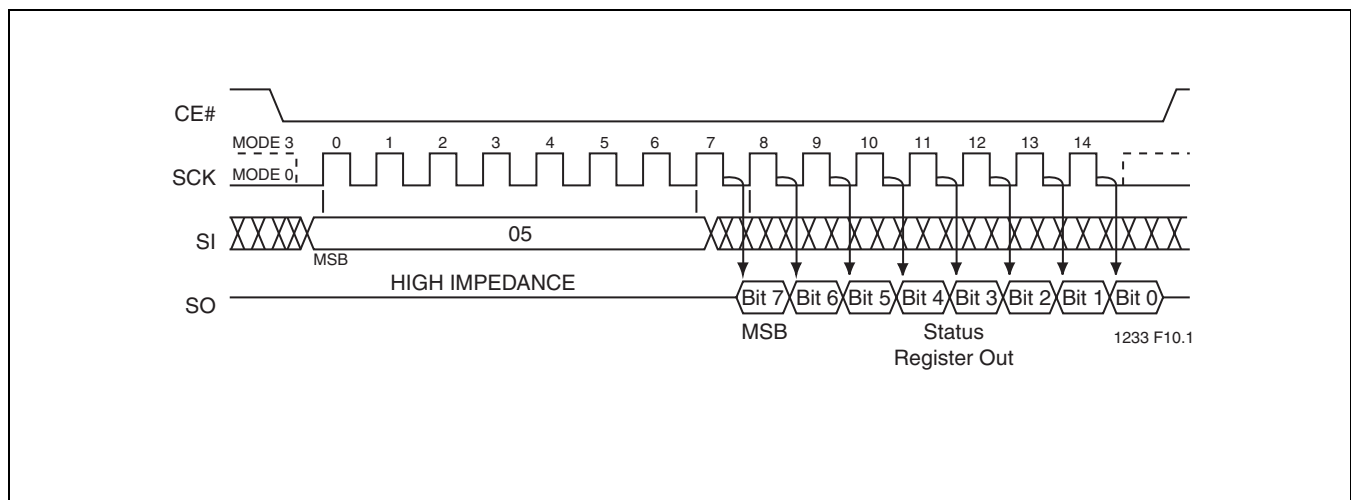 CE#
MODE 3 0 1 2 3 4 5 6 7 8 9 10 11 12 13 14
SCK MODE 0
SI 05
MSB
HIGH IMPEDANCE
SO Bit 7 Bit 6 Bit 5 Bit 4 Bit 3 Bit 2 Bit 1 Bit 0
MSB Status
Register Out
1233 F10.1